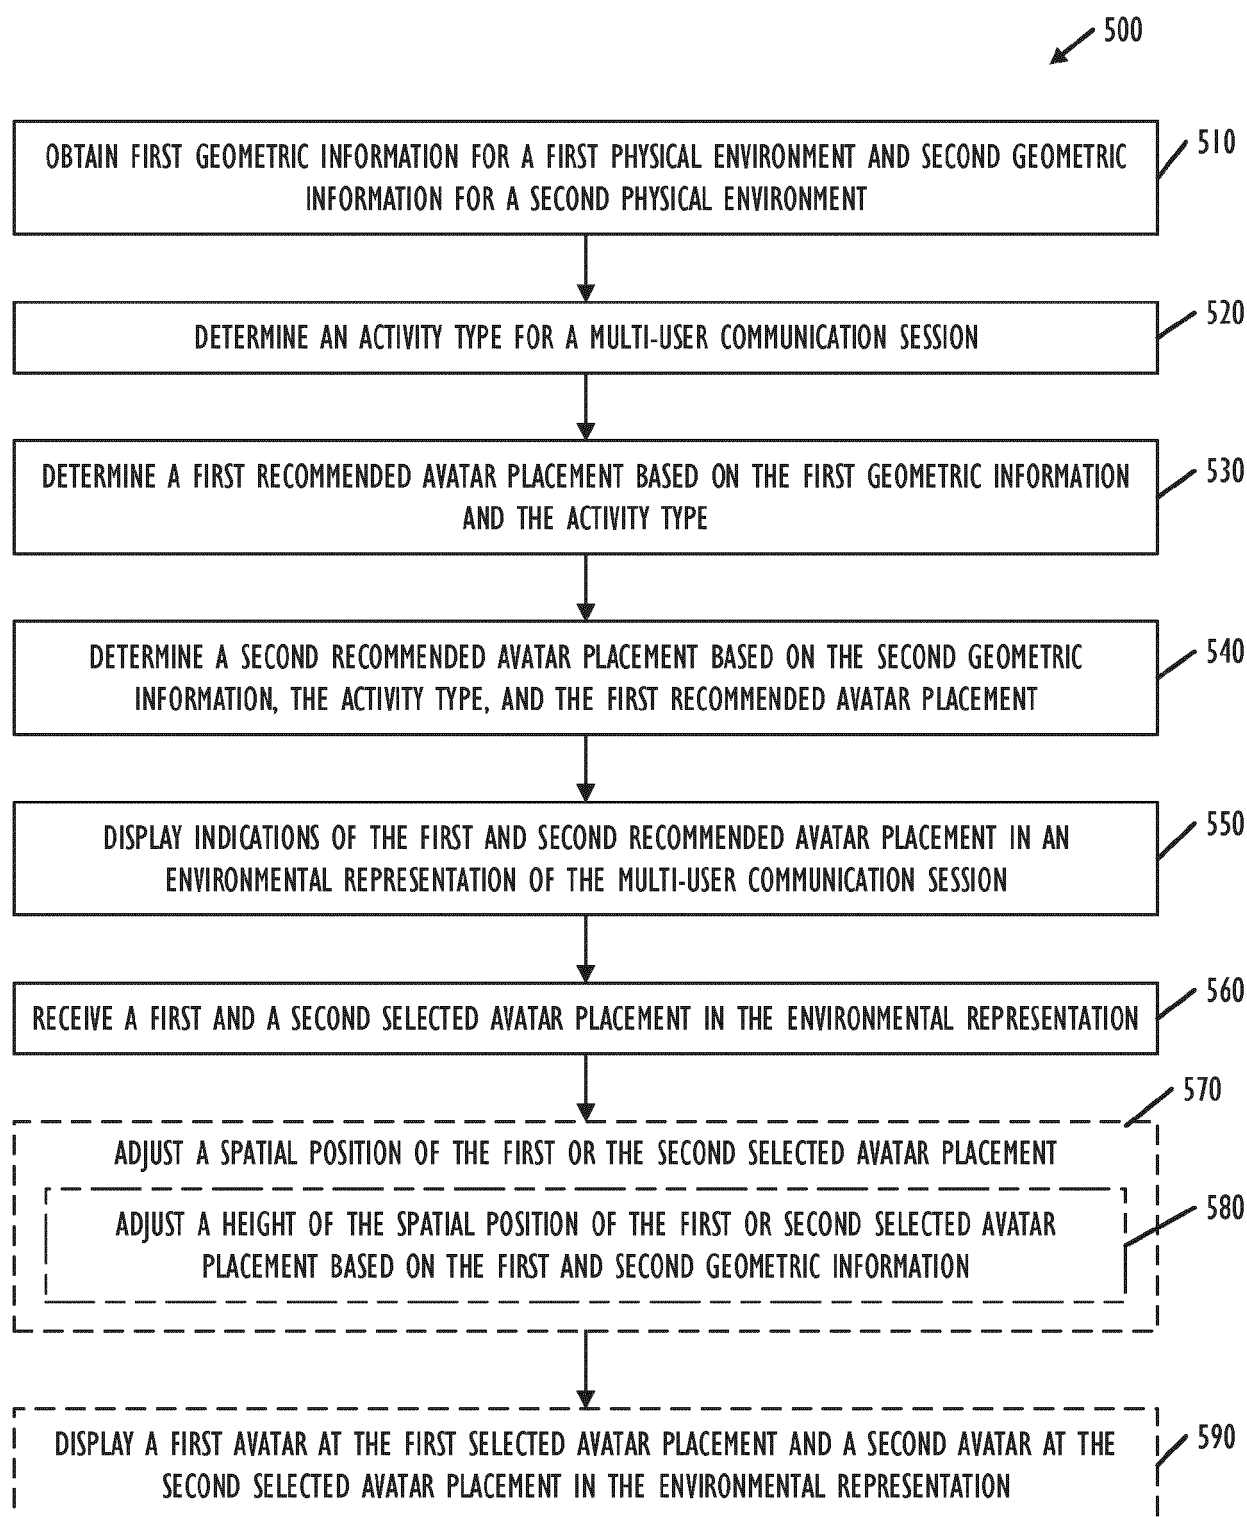 500
OBTAIN FIRST GEOMETRIC INFORMATION FOR A FIRST PHYSICAL ENVIRONMENT AND SECOND GEOMETRIC
INFORMATION FOR A SECOND PHYSICAL ENVIRONMENT
510
DETERMINE AN ACTIVITY TYPE FOR A MULTI-USER COMMUNICATION SESSION
520
DETERMINE A FIRST RECOMMENDED AVATAR PLACEMENT BASED ON THE FIRST GEOMETRIC INFORMATION
AND THE ACTIVITY TYPE
530
DETERMINE A SECOND RECOMMENDED AVATAR PLACEMENT BASED ON THE SECOND GEOMETRIC
INFORMATION, THE ACTIVITY TYPE, AND THE FIRST RECOMMENDED AVATAR PLACEMENT
540
DISPLAY INDICATIONS OF THE FIRST AND SECOND RECOMMENDED AVATAR PLACEMENT IN AN
ENVIRONMENTAL REPRESENTATION OF THE MULTI-USER COMMUNICATION SESSION
550
RECEIVE A FIRST AND A SECOND SELECTED AVATAR PLACEMENT IN THE ENVIRONMENTAL REPRESENTATION
560
570
ADJUST A SPATIAL POSITION OF THE FIRST OR THE SECOND SELECTED AVATAR PLACEMENT
ADJUST A HEIGHT OF THE SPATIAL POSITION OF THE FIRST OR SECOND SELECTED AVATAR
PLACEMENT BASED ON THE FIRST AND SECOND GEOMETRIC INFORMATION
580
DISPLAY A FIRST AVATAR AT THE FIRST SELECTED AVATAR PLACEMENT AND A SECOND AVATAR AT THE
SECOND SELECTED AVATAR PLACEMENT IN THE ENVIRONMENTAL REPRESENTATION
590